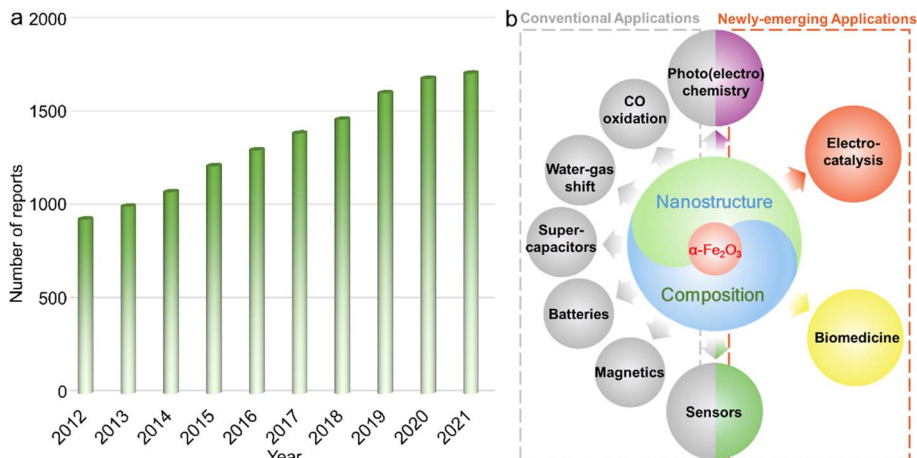 a
2000
1500
1000
500
0
Number of reports
2012
2013
2014
2015
2016
2017
2018
2019
2020
2021
Year
b
Conventional Applications
Newly-emerging Applications
Photo(electro)
chemistry
CO
oxidation
Water-gas
shift
Super-
capacitors
Batteries
Magnetics
Sensors
Electro-
catalysis
Biomedicine
Nanostructure
α-Fe₂O₃
Composition